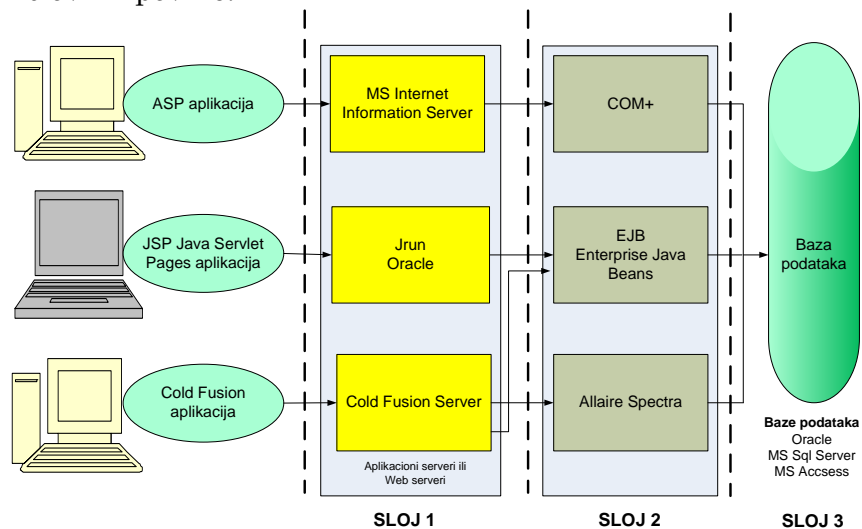 ASP aplikacija
MS Internet
Information Server
COM+
JSP Java Servlet
Pages aplikacija
Jrun
Oracle
EJB
Enterprise Java
Beans
Baza
podataka
Cold Fusion
aplikacija
Cold Fusion Server
Allaire Spectra
Aplikacioni serveri ili
Web serveri
Baze podataka
Oracle
MS Sql Server
MS Accsess
SLOJ 1
SLOJ 2
SLOJ 3